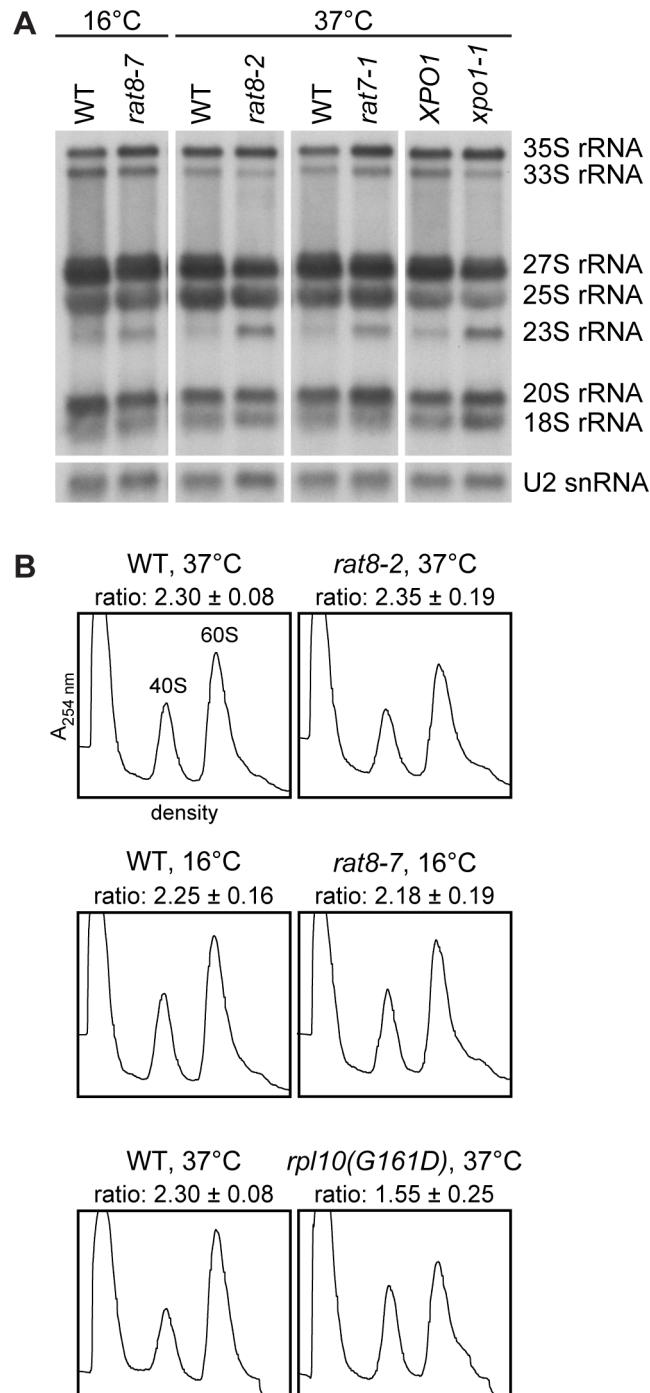 A
16°C 37°C
WT rat8-7 WT rat8-2 WT rat7-1 XPO1 xpo1-1
35S rRNA
33S rRNA
27S rRNA
25S rRNA
23S rRNA
20S rRNA
18S rRNA
U2 snRNA
B
WT, 37°C rat8-2, 37°C
ratio: 2.30 ± 0.08 ratio: 2.35 ± 0.19
60S
40S
A254 nm
density
WT, 16°C rat8-7, 16°C
ratio: 2.25 ± 0.16 ratio: 2.18 ± 0.19
WT, 37°C rpl10(G161D), 37°C
ratio: 2.30 ± 0.08 ratio: 1.55 ± 0.25